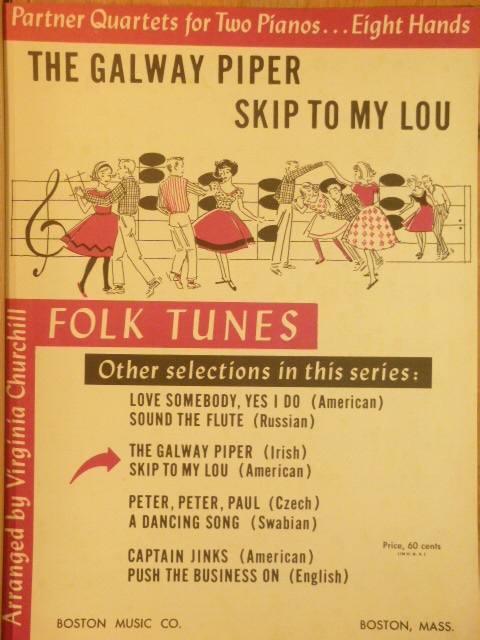 Partner Quartets for Two Pianos...Eight Hands
THE GALWAY PIPER
SKIP TO MY LOU
FOLK TUNES
Arranged by Virginia Churchill
Other selections in this series:
LOVE SOMEBODY, YES I DO (American)
SOUND THE FLUTE (Russian)
THE GALWAY PIPER (Irish)
SKIP TO MY LOU (American)
PETER, PETER, PAUL (Czech)
A DANCING SONG (Swabian)
CAPTAIN JINKS (American)
PUSH THE BUSINESS ON (English)
Price, 60 cents
BOSTON MUSIC CO.
BOSTON, MASS.